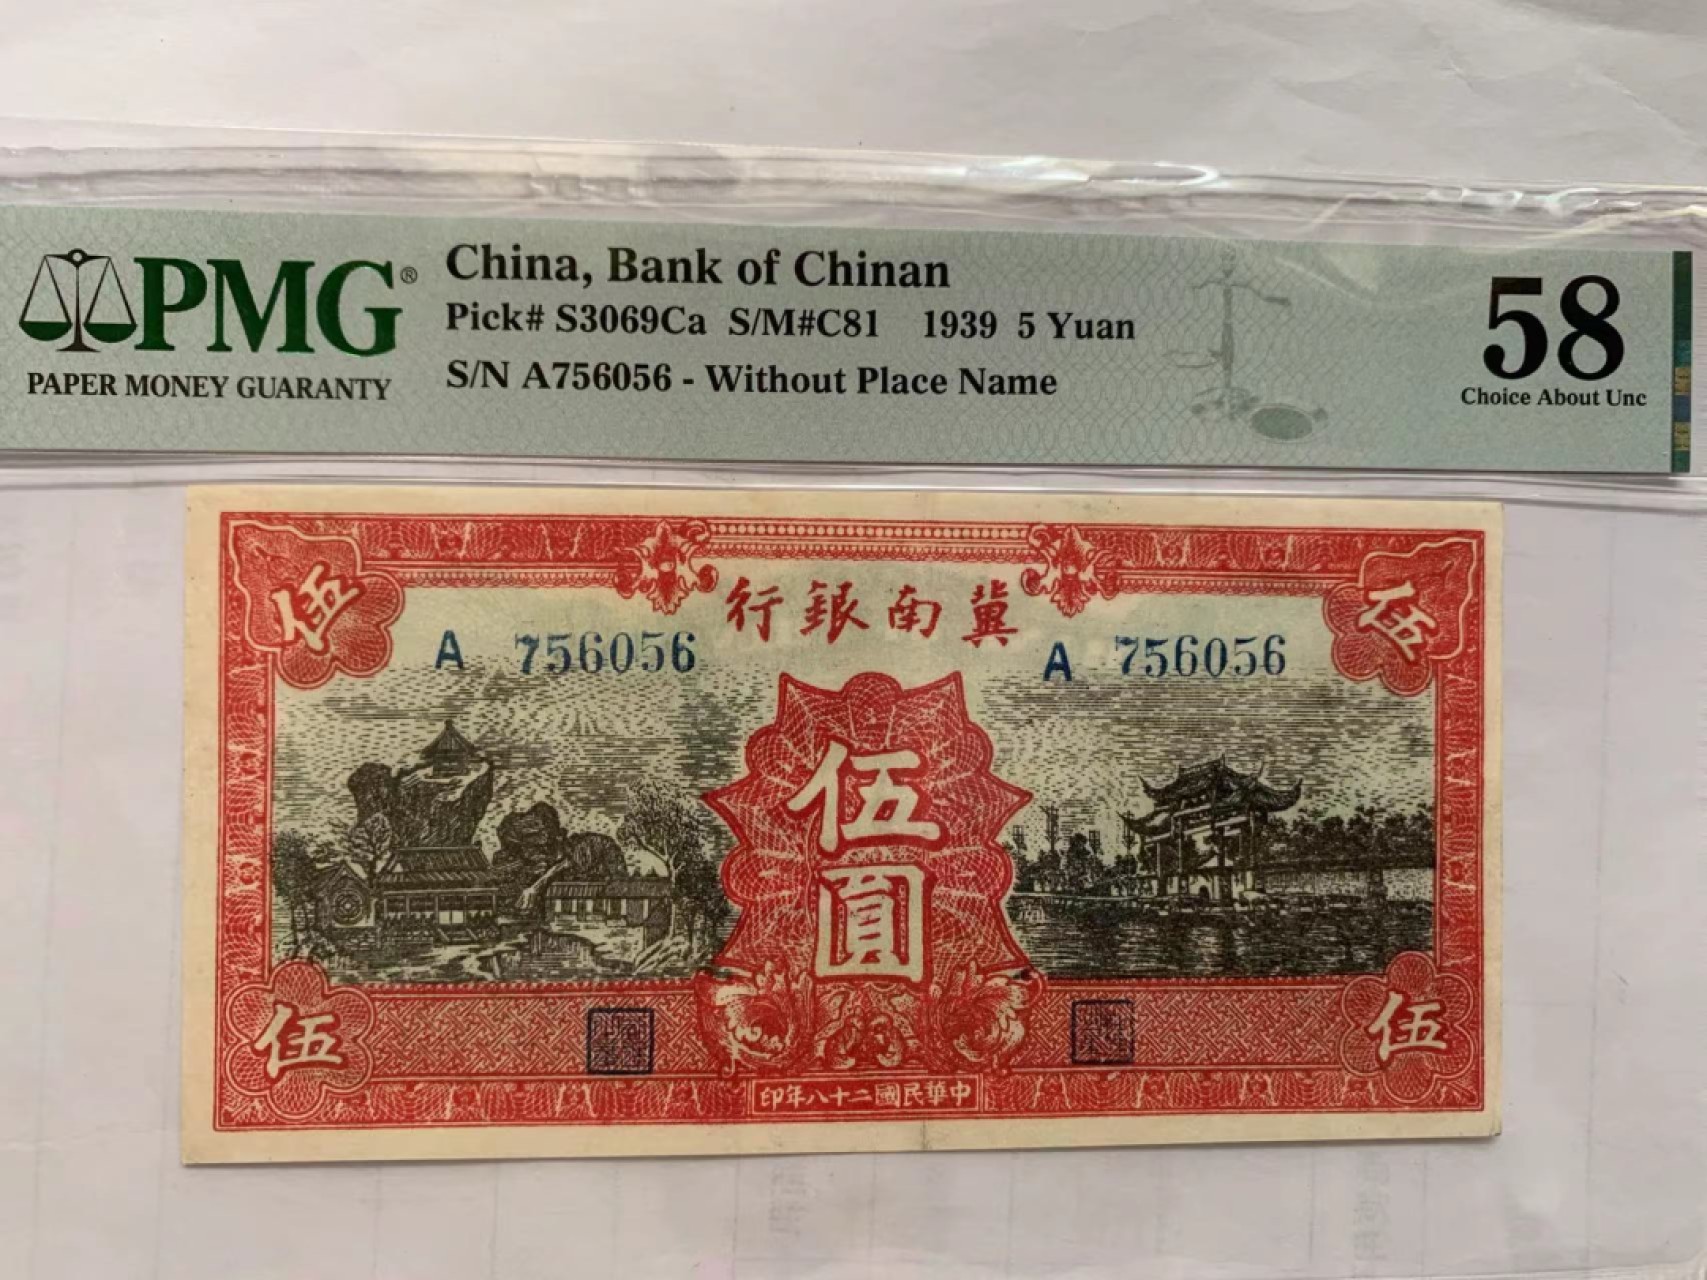 PMG®
PAPER MONEY GUARANTY
China, Bank of Chinan
Pick# S3069Ca S/M#C81 1939 5 Yuan
S/N A756056 - Without Place Name
58
Choice About Unc
冀南銀行
A 756056
A 756056
伍
伍
伍圓
伍
伍
中華民國二十八年印